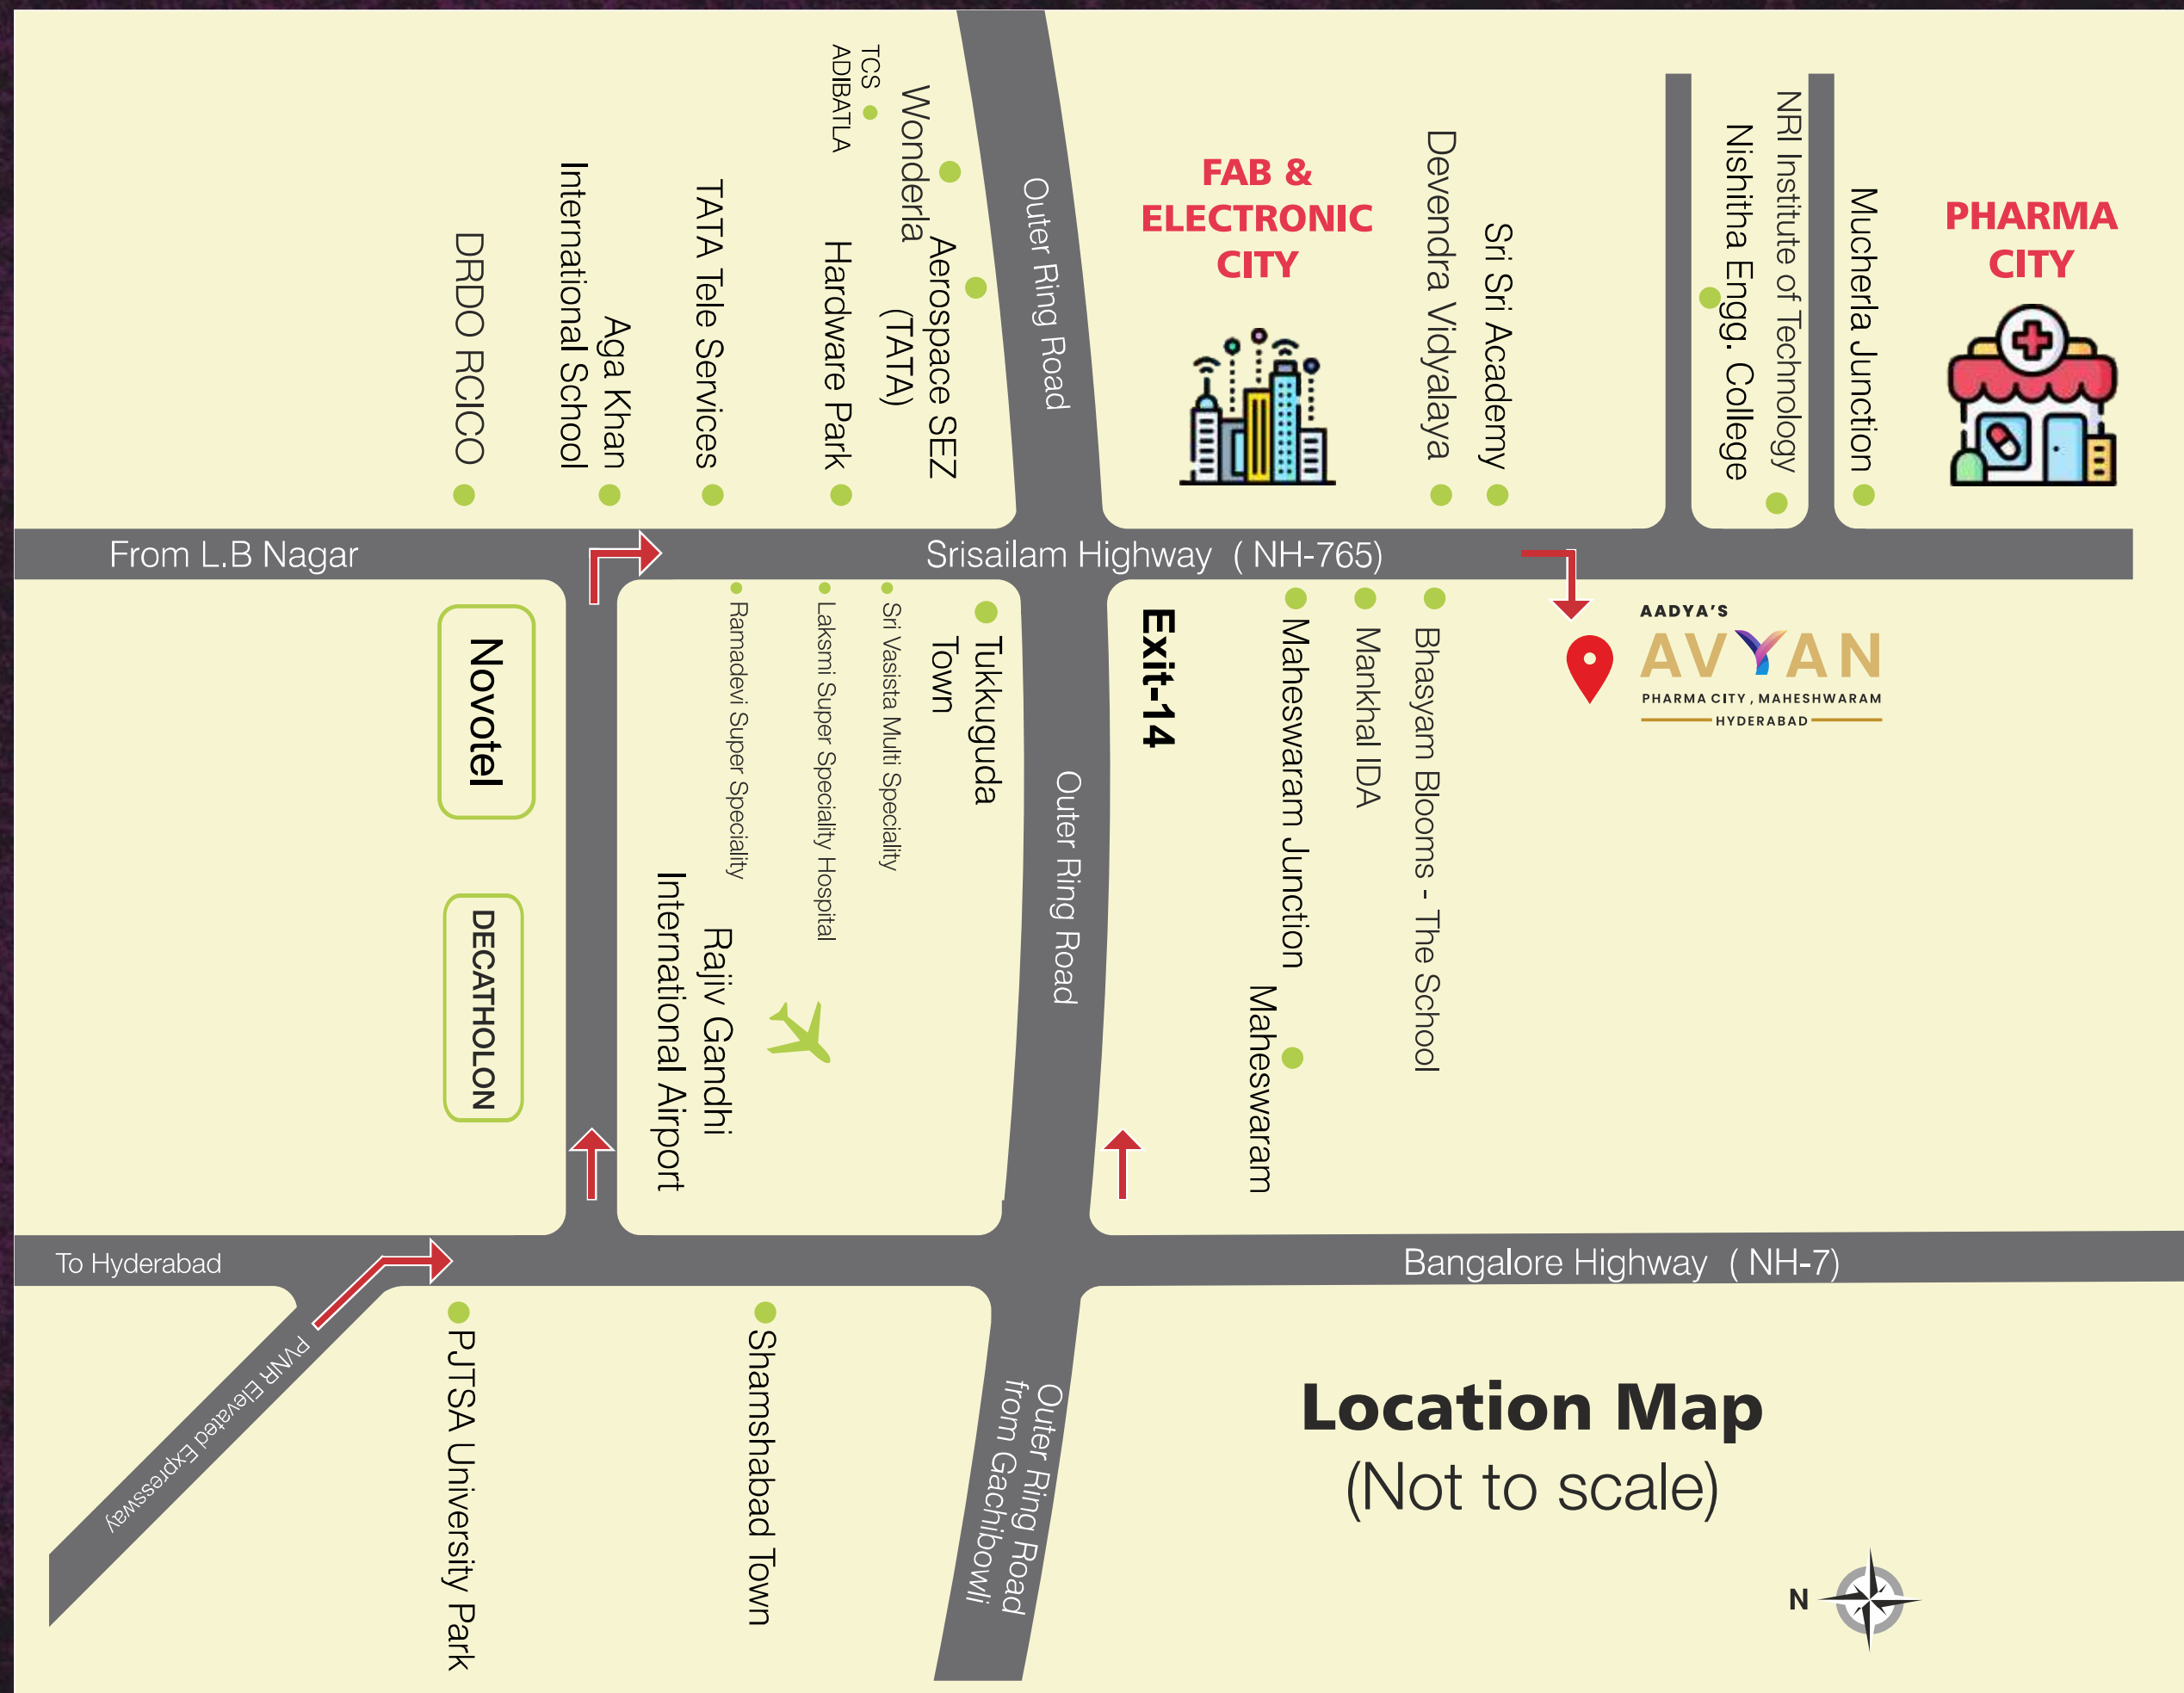 TCS
ADIBATLA
Wonderla
Aerospace SEZ
(TATA)
Hardware Park
TATA Tele Services
Aga Khan
International School
DRDO RCICO
Outer Ring Road
FAB &
ELECTRONIC
CITY
Devendra Vidyalaya
Sri Sri Academy
Nishitha Engg. College
NRI Institute of Technology
Mucherla Junction
PHARMA
CITY
From L.B Nagar
Srisailam Highway ( NH-765)
Novotel
DECATHOLON
Ramadevi Super Speciality
Laksmi Super Speciality Hospital
Sri Vasista Multi Speciality
Tukkuguda
Town
Rajiv Gandhi
International Airport
Outer Ring Road
Exit-14
Maheswaram Junction
Maheswaram
Mankhal IDA
Bhasyam Blooms - The School
AADYA'S
AVYAN
PHARMA CITY, MAHESHWARAM
HYDERABAD
To Hyderabad
Bangalore Highway ( NH-7)
PVNR Elevated Expressway
PJTSA University Park
Shamshabad Town
Outer Ring Road
from Gachibowli
Location Map
(Not to scale)
N